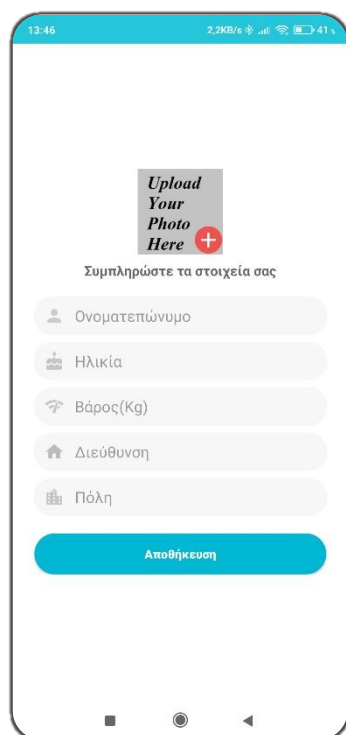 13:46 2,2KB/s 41
Upload
Your
Photo
Here
Συμπληρώστε τα στοιχεία σας
Ονοματεπώνυμο
Ηλικία
Βάρος(Kg)
Διεύθυνση
Πόλη
Αποθήκευση